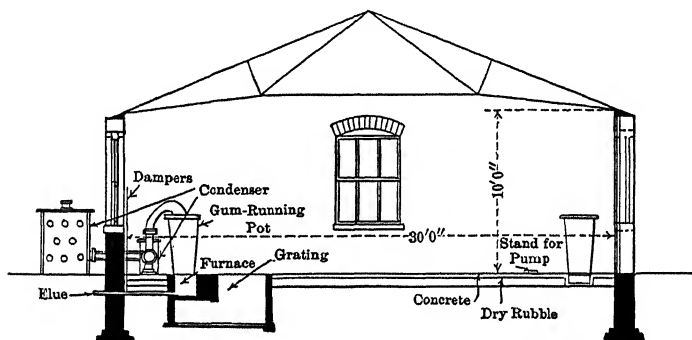 Dampers
Condenser
Gum-Running
Pot
10'0"
30'0"
Furnace
Grating
Stand for
Pump
Elue
Concrete
Dry Rubble